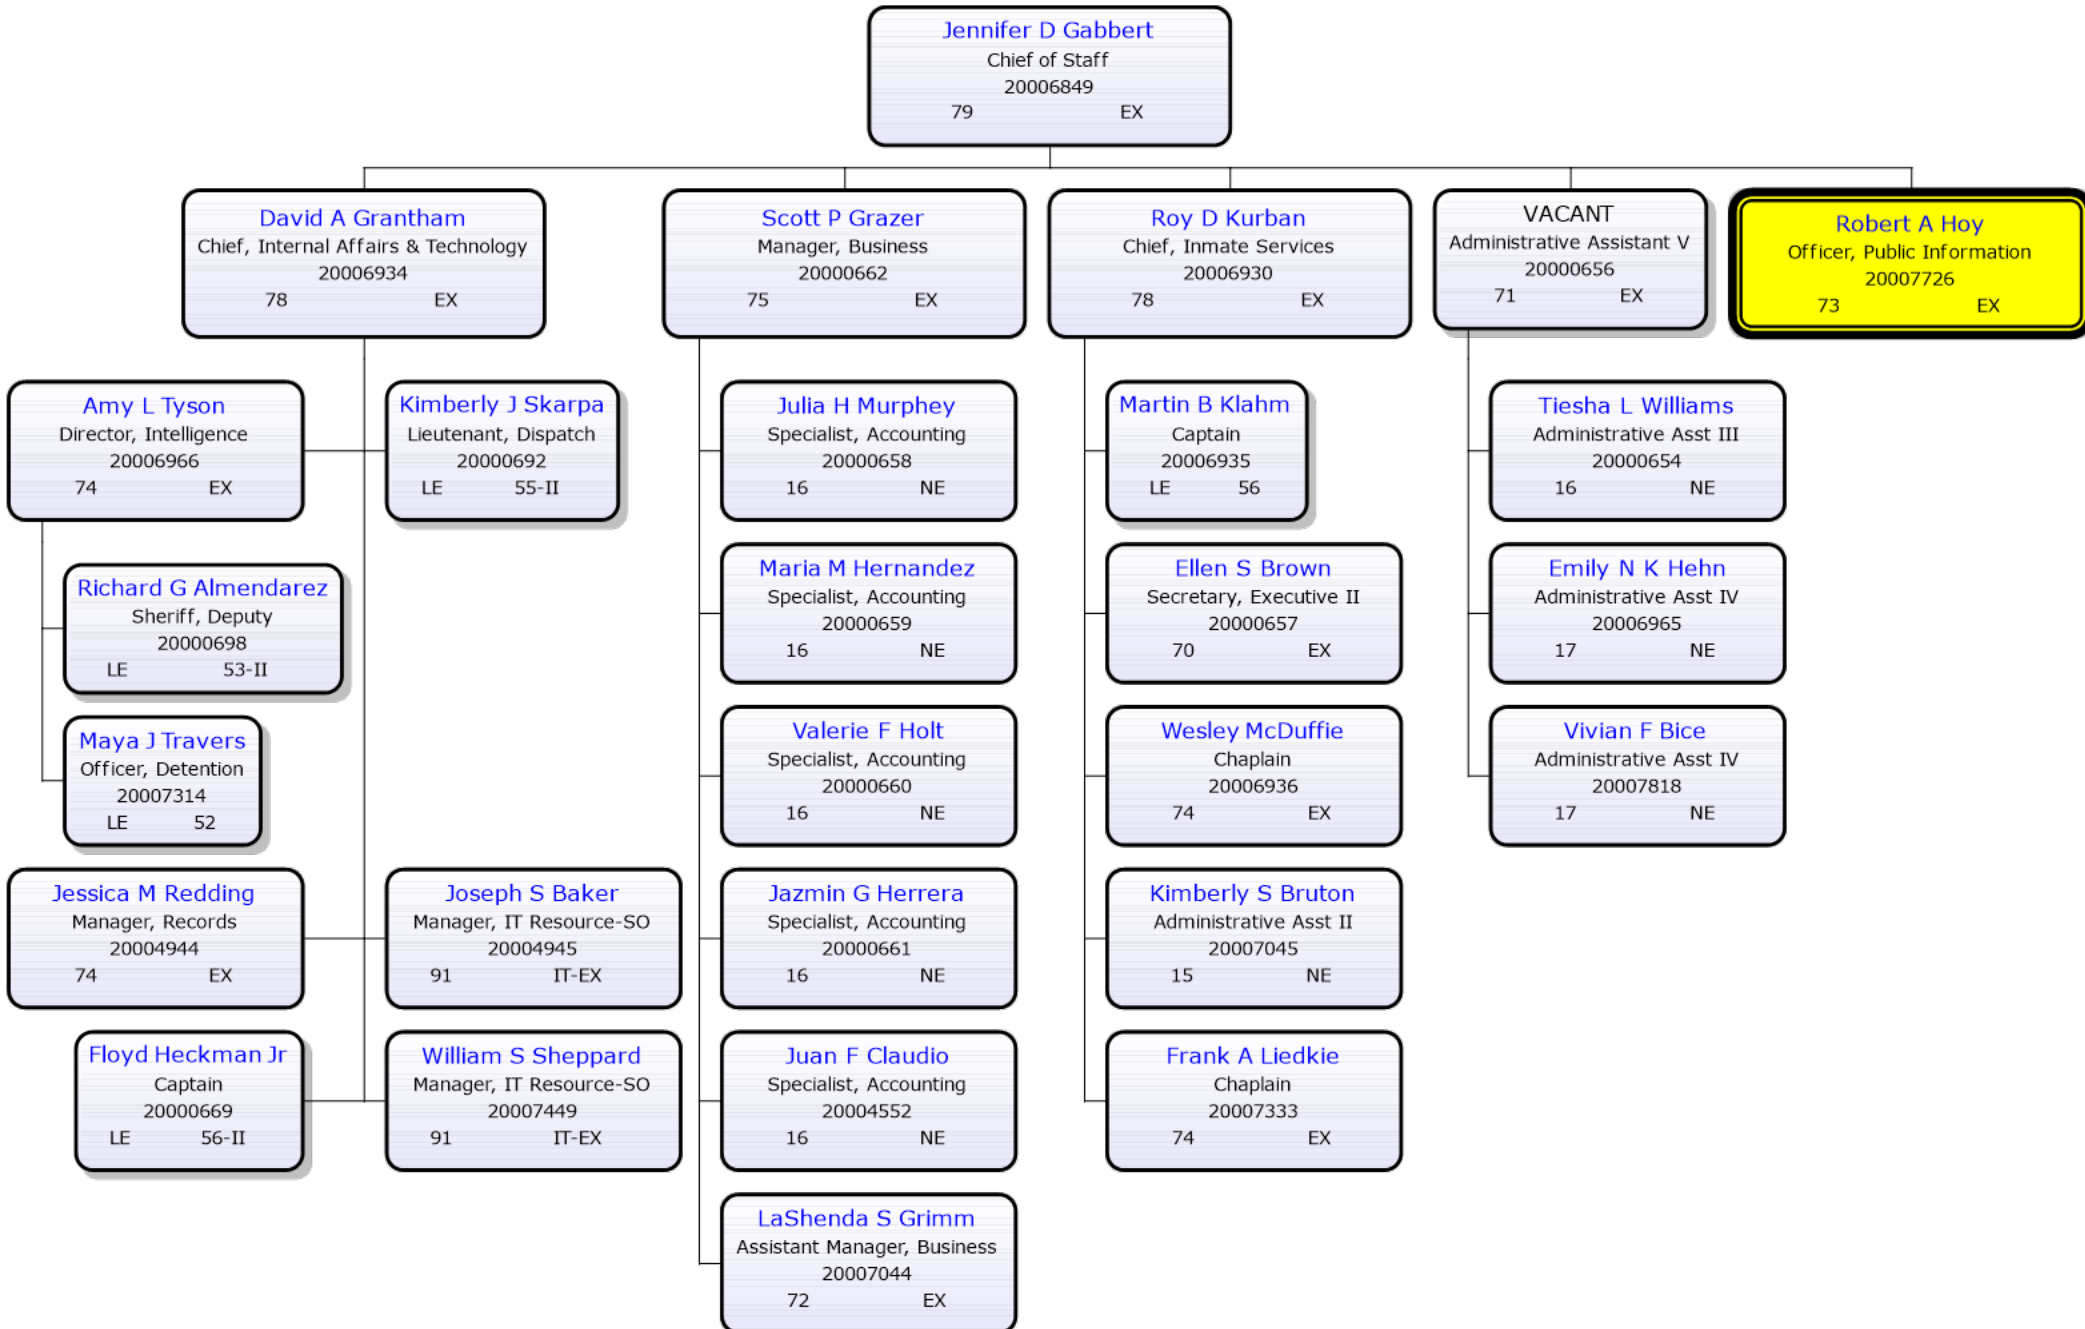 Jennifer D Gabbert
Chief of Staff
20006849
79 EX
David A Grantham
Chief, Internal Affairs & Technology
20006934
78 EX
Scott P Grazer
Manager, Business
20000662
75 EX
Roy D Kurban
Chief, Inmate Services
20006930
78 EX
VACANT
Administrative Assistant V
20000656
71 EX
Robert A Hoy
Officer, Public Information
20007726
73 EX
Amy L Tyson
Director, Intelligence
20006966
74 EX
Kimberly J Skarpa
Lieutenant, Dispatch
20000692
LE 55-II
Richard G Almendarez
Sheriff, Deputy
20000698
LE 53-II
Maya J Travers
Officer, Detention
20007314
LE 52
Jessica M Redding
Manager, Records
20004944
74 EX
Joseph S Baker
Manager, IT Resource-SO
20004945
91 IT-EX
Floyd Heckman Jr
Captain
20000669
LE 56-II
William S Sheppard
Manager, IT Resource-SO
20007449
91 IT-EX
Julia H Murphey
Specialist, Accounting
20000658
16 NE
Maria M Hernandez
Specialist, Accounting
20000659
16 NE
Valerie F Holt
Specialist, Accounting
20000660
16 NE
Jazmin G Herrera
Specialist, Accounting
20000661
16 NE
Juan F Claudio
Specialist, Accounting
20004552
16 NE
LaShenda S Grimm
Assistant Manager, Business
20007044
72 EX
Martin B Klahm
Captain
20006935
LE 56
Ellen S Brown
Secretary, Executive II
20000657
70 EX
Wesley McDuffie
Chaplain
20006936
74 EX
Kimberly S Bruton
Administrative Asst II
20007045
15 NE
Frank A Liedkie
Chaplain
20007333
74 EX
Tiesha L Williams
Administrative Asst III
20000654
16 NE
Emily N K Hehn
Administrative Asst IV
20006965
17 NE
Vivian F Bice
Administrative Asst IV
20007818
17 NE